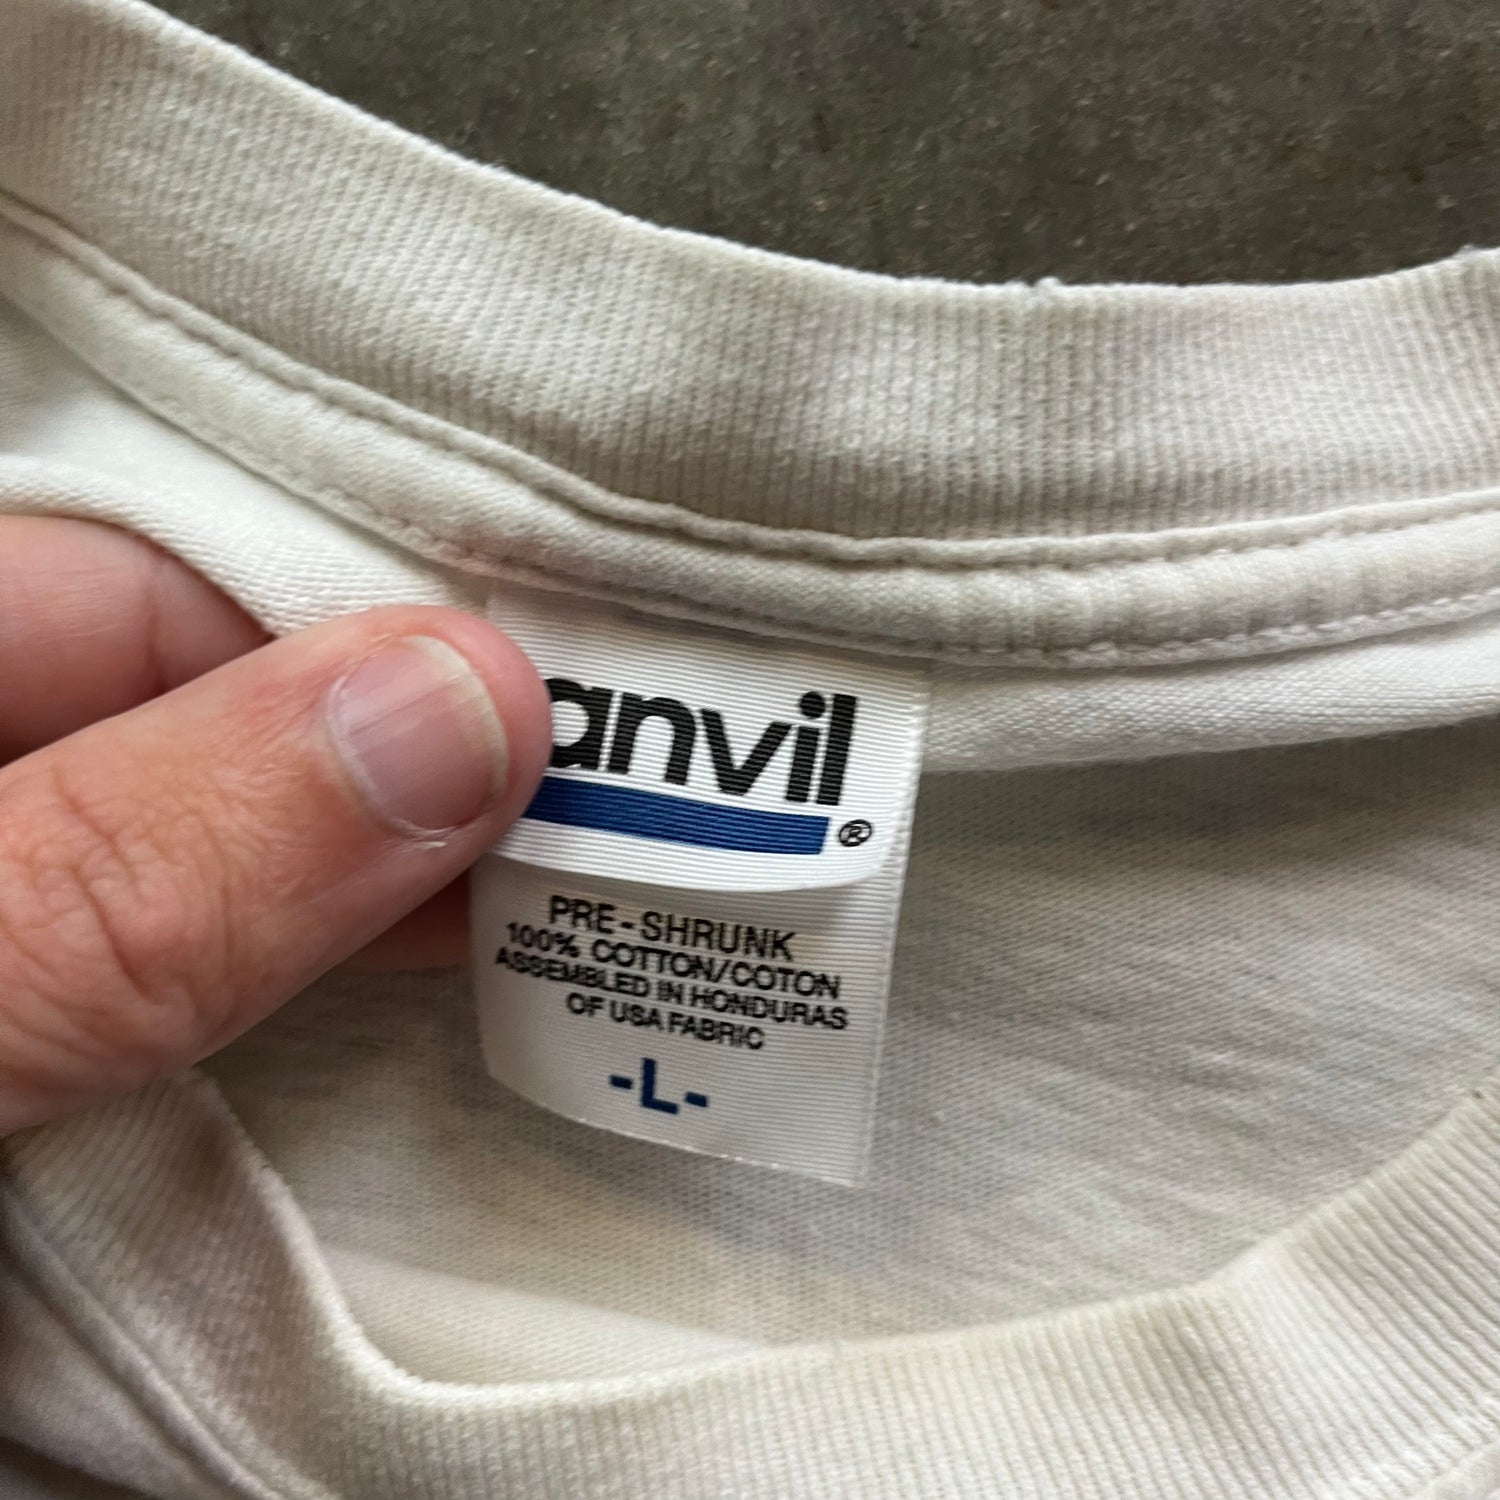 anvil
®
PRE-SHRUNK
100% COTTON/COTON
ASSEMBLED IN HONDURAS
OF USA FABRIC
-L-